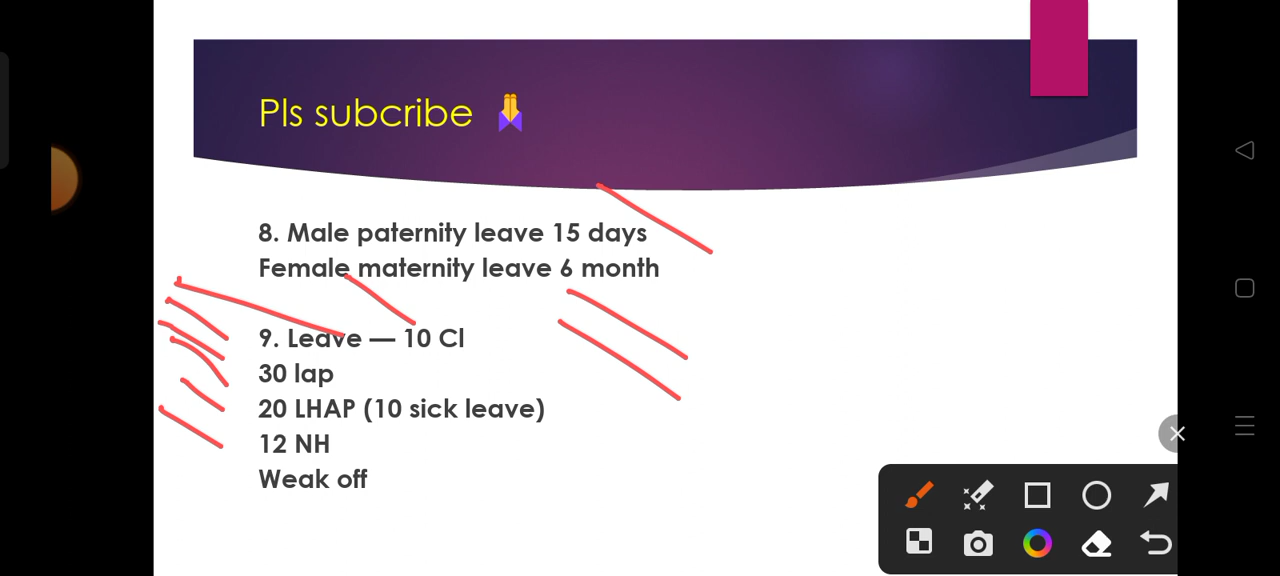 Pls subcribe
8. Male paternity leave 15 days
Female maternity leave 6 month
9. Leave — 10 Cl
30 lap
20 LHAP (10 sick leave)
12 NH
Weak off